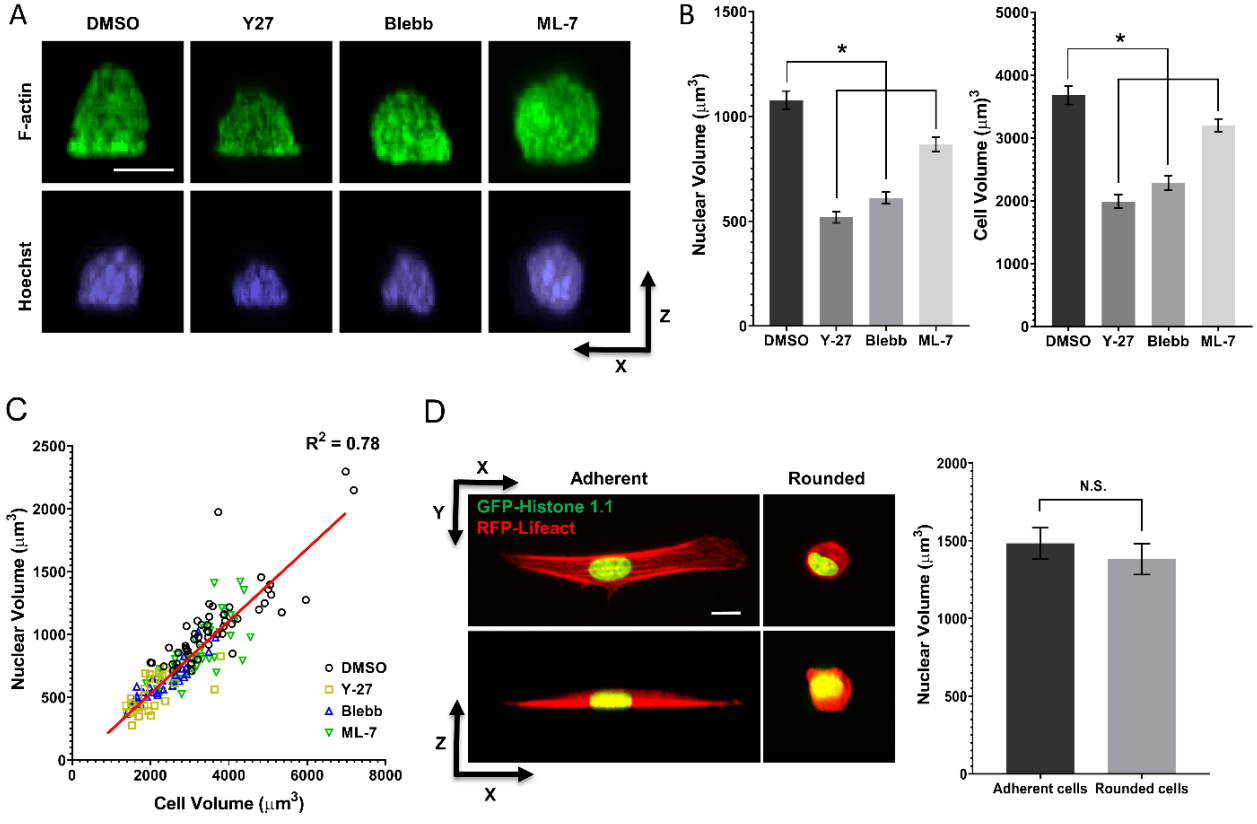 A
DMSO Y27 Blebb ML-7
F-actin
Hoechst
Z
X
B
Nuclear Volume (μm³)
1500
1000
500
0
*
DMSO Y-27 Blebb ML-7
Cell Volume (μm)³
5000
4000
3000
2000
4000
0
*
DMSO Y-27 Blebb ML-7
C
R² = 0.78
Nuclear Volume (μm³)
2500
2000
1500
1000
500
0
DMSO
Y-27
Blebb
ML-7
0 2000 4000 6000 8000
Cell Volume (μm³)
D
X
Y
Adherent Rounded
GFP-Histone 1.1
RFP-Lifeact
Z
X
Nuclear Volume (μm³)
2000
1500
1000
500
0
N.S.
Adherent cells Rounded cells